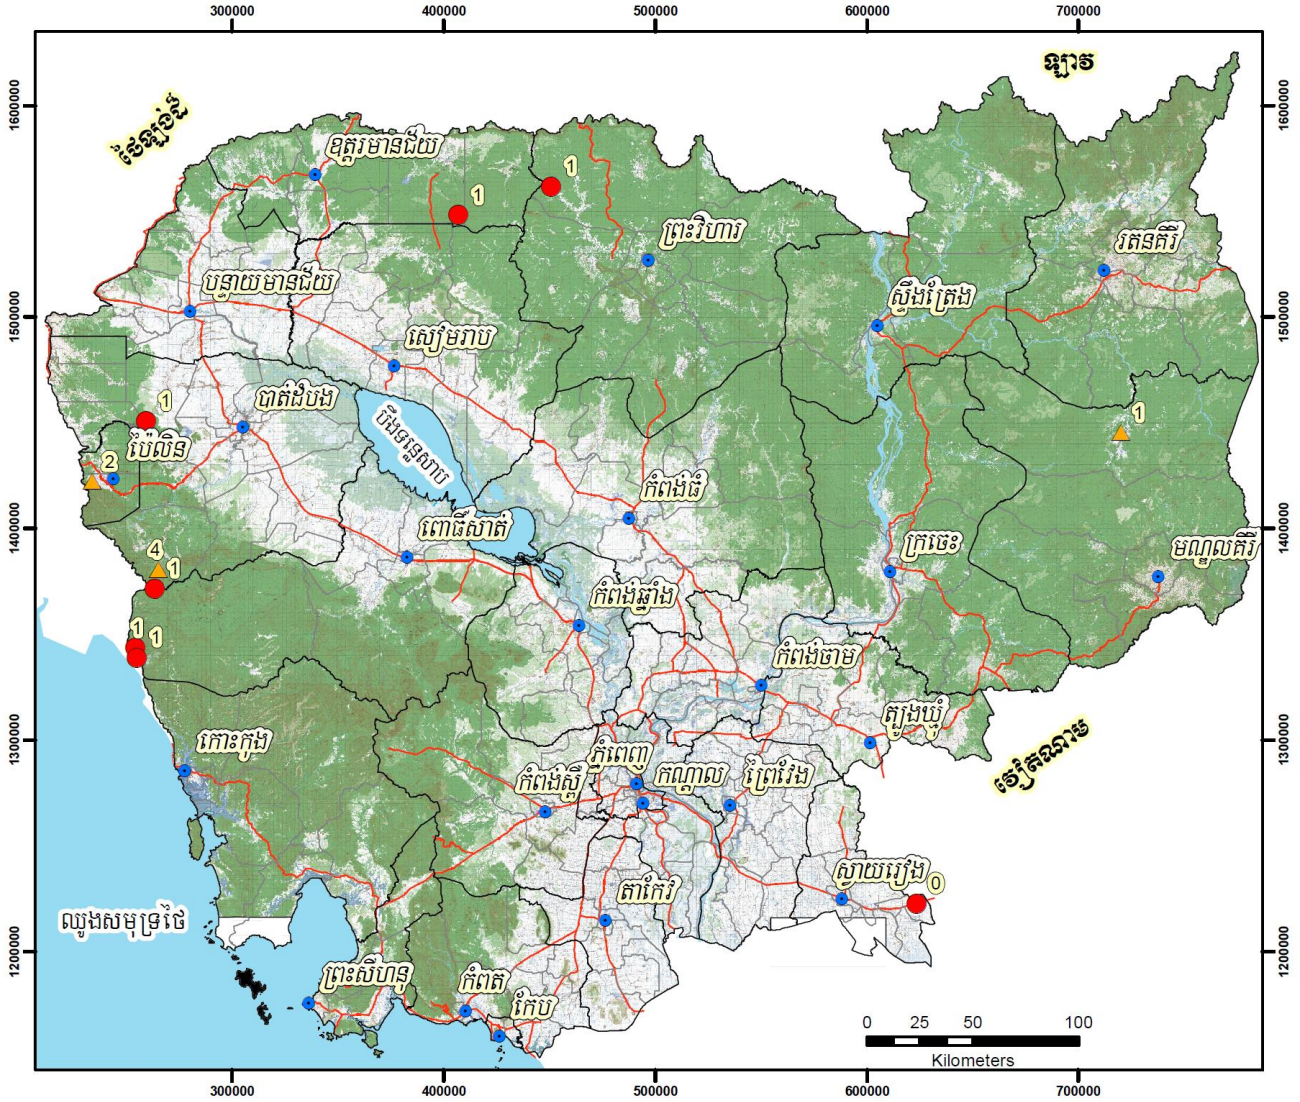 300000 400000 500000 600000 700000
ឡាវ
1600000 1600000
ថៃឡង់ដ៍
ឧត្តរមានជ័យ
1
1
ព្រះវិហារ
រតនគិរី
បន្ទាយមានជ័យ
ស្ទឹងត្រែង
1500000 1500000
សៀមរាប
1
បាត់ដំបង
បឹងទន្លេសាប
1
ប៉ៃលិន
2
កំពង់ធំ
1400000 1400000
ពោធិ៍សាត់
ក្រចេះ
មណ្ឌលគិរី
4
1
កំពង់ឆ្នាំង
1
1
កំពង់ចាម
ត្បូងឃ្មុំ
កោះកុង
1300000 1300000
វៀតណាម
ភ្នំពេញ
កំពង់ស្ពឺ
កណ្តាល
ព្រៃវែង
ស្វាយរៀង
0
តាកែវ
ឈូងសមុទ្រថៃ
1200000 1200000
ព្រះសីហនុ
កំពត
កែប
0 25 50 100
Kilometers
300000 400000 500000 600000 700000